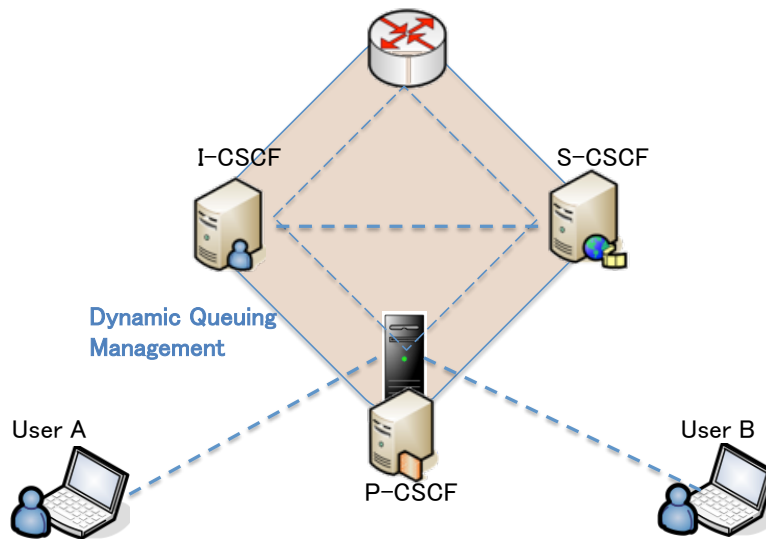 I-CSCF
S-CSCF
Dynamic Queuing
Management
User A
User B
P-CSCF